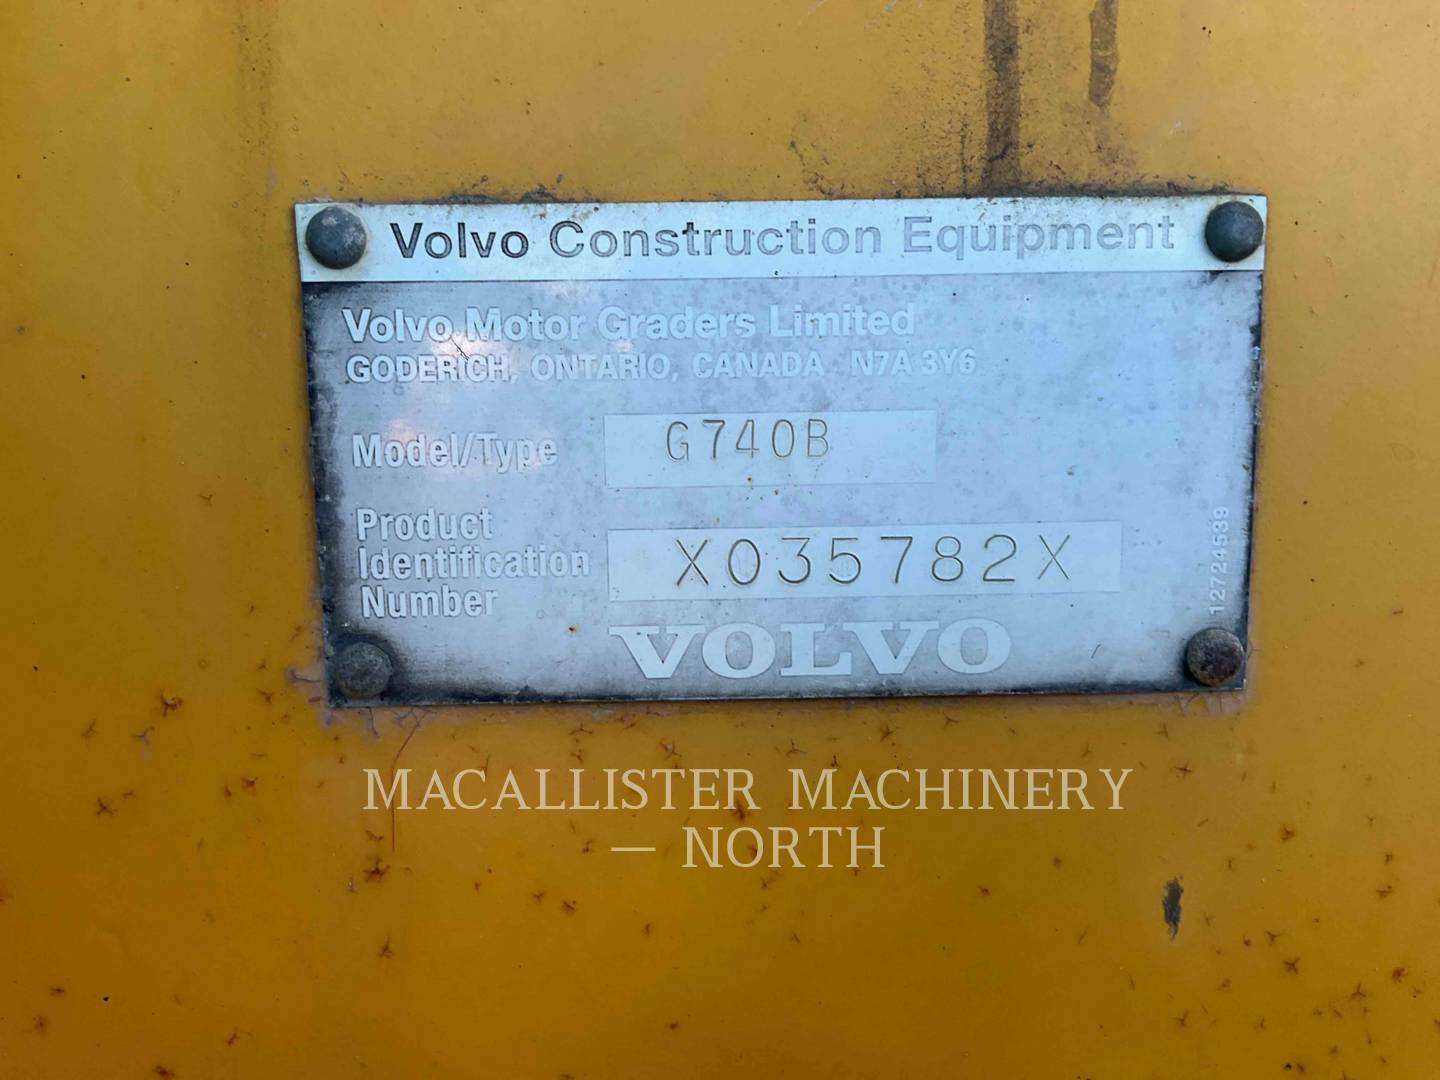 Volvo Construction Equipment
Volvo Motor Graders Limited
GODERICH, ONTARIO, CANADA N7A 3Y6
Model/Type G740B
Product
Identification
Number
X035782X
VOLVO
12724539
MACALLISTER MACHINERY
— NORTH